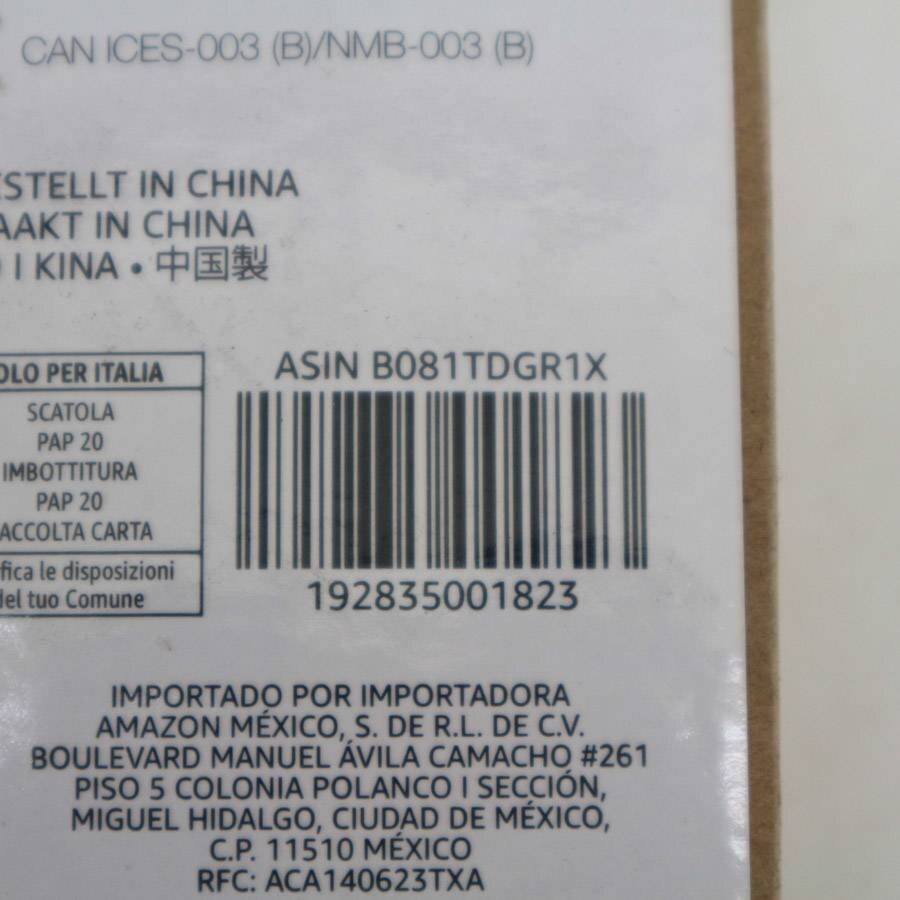 CAN ICES-003 (B)/NMB-003 (B)
ESTELLT IN CHINA
AAKT IN CHINA
I KINA • 中国製
OLO PER ITALIA
SCATOLA
PAP 20
IMBOTTITURA
PAP 20
ACCOLTA CARTA
fica le disposizioni
del tuo Comune
ASIN B081TDGR1X
192835001823
IMPORTADO POR IMPORTADORA
AMAZON MÉXICO, S. DE R.L. DE C.V.
BOULEVARD MANUEL ÁVILA CAMACHO #261
PISO 5 COLONIA POLANCO I SECCIÓN,
MIGUEL HIDALGO, CIUDAD DE MÉXICO,
C.P. 11510 MÉXICO
RFC: ACA140623TXA